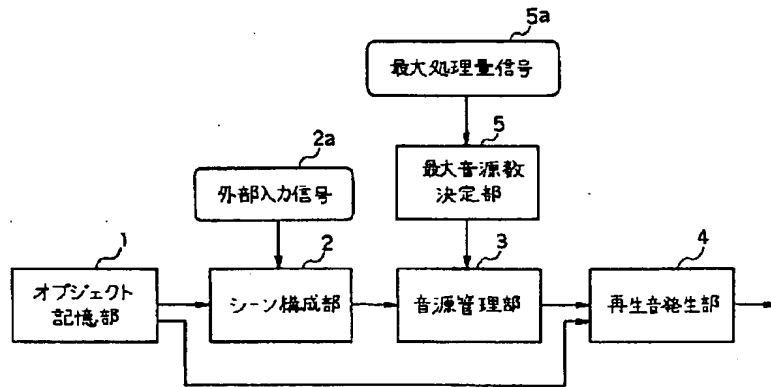 5a
最大処理量信号
5
最大音源数
決定部
2a
外部入力信号
1
オブジェクト
記憶部
2
シーン構成部
3
音源管理部
4
再生音発生部